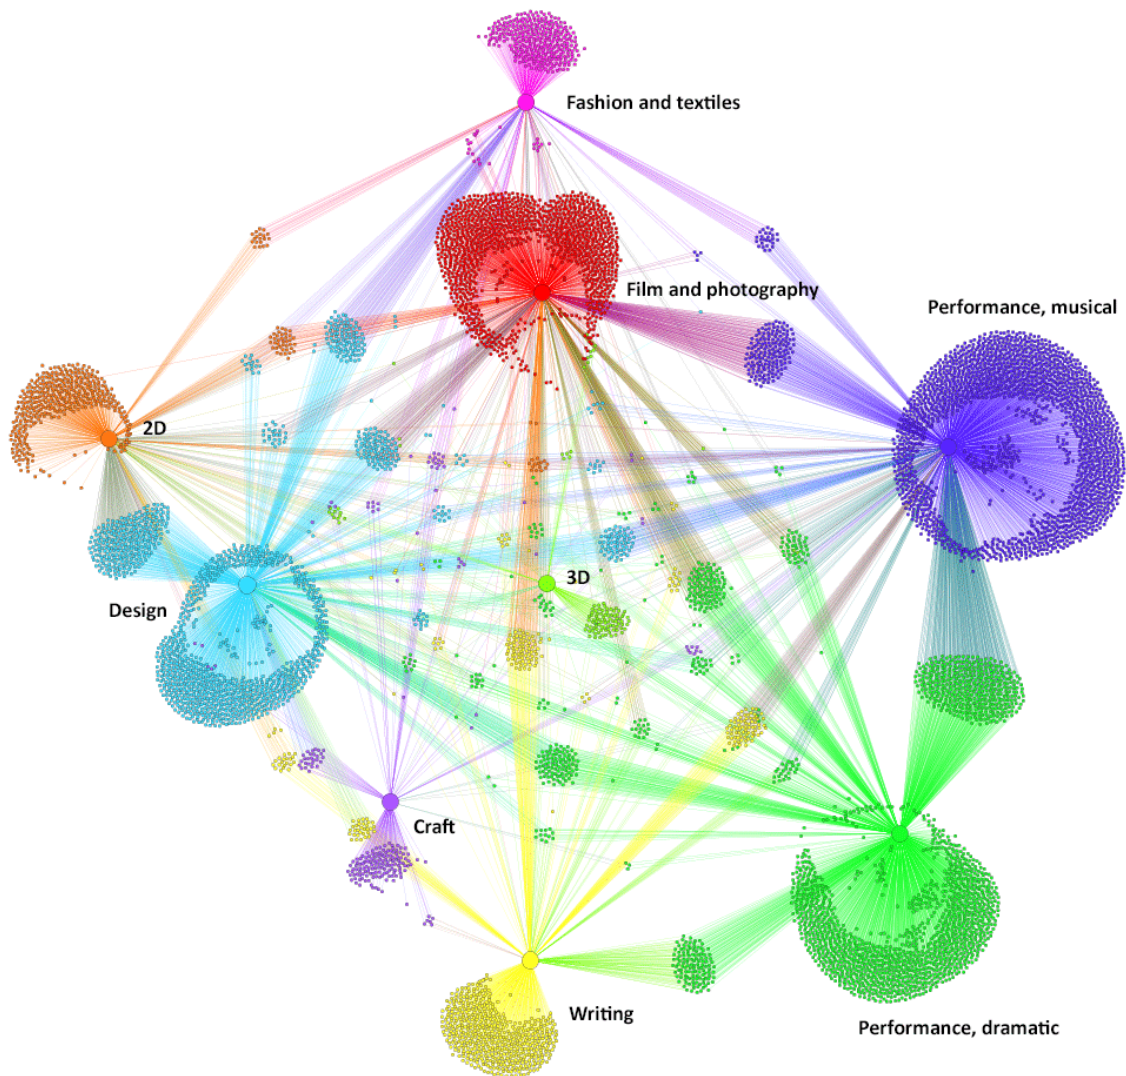 Fashion and textiles
Film and photography
Performance, musical
2D
3D
Design
Craft
Writing
Performance, dramatic